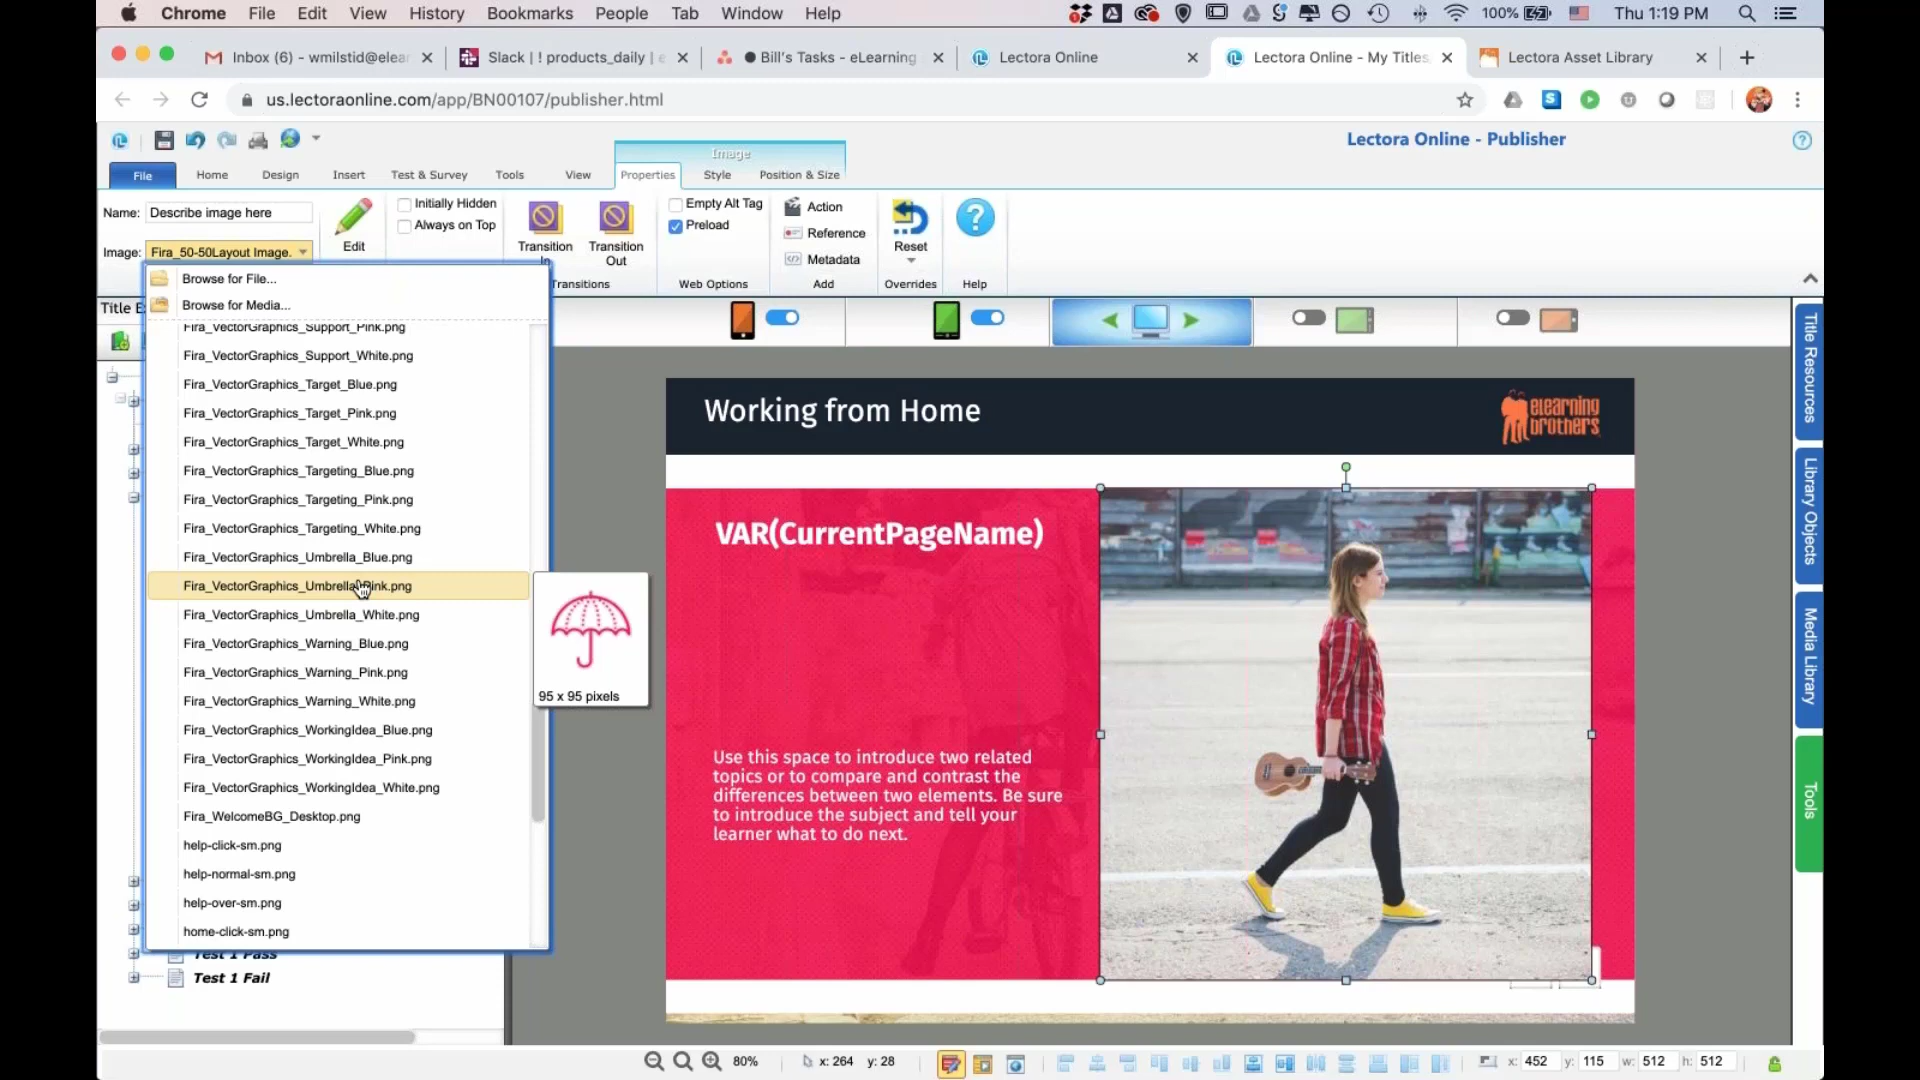 Chrome File Edit View History Bookmarks People Tab Window Help
100% Thu 1:19 PM
Inbox (6) - wmilstid@elear
Slack | ! products_daily | e
● Bill's Tasks - eLearning
Lectora Online
Lectora Online - My Titles,
Lectora Asset Library
us.lectoraonline.com/app/BN00107/publisher.html
Lectora Online - Publisher
Image
File Home Design Insert Test & Survey Tools View Properties Style Position & Size
Name: Describe image here
Image: Fira_50-50Layout Image.
Edit
Initially Hidden
Always on Top
Transition In
Transition Out
Transitions
Empty Alt Tag
Preload
Web Options
Action
Reference
Metadata
Add
Reset
Overrides
Help
Title E
Browse for File...
Browse for Media...
Fira_VectorGraphics_Support_Pink.png
Fira_VectorGraphics_Support_White.png
Fira_VectorGraphics_Target_Blue.png
Fira_VectorGraphics_Target_Pink.png
Fira_VectorGraphics_Target_White.png
Fira_VectorGraphics_Targeting_Blue.png
Fira_VectorGraphics_Targeting_Pink.png
Fira_VectorGraphics_Targeting_White.png
Fira_VectorGraphics_Umbrella_Blue.png
Fira_VectorGraphics_Umbrella_Pink.png
Fira_VectorGraphics_Umbrella_White.png
Fira_VectorGraphics_Warning_Blue.png
Fira_VectorGraphics_Warning_Pink.png
Fira_VectorGraphics_Warning_White.png
Fira_VectorGraphics_WorkingIdea_Blue.png
Fira_VectorGraphics_WorkingIdea_Pink.png
Fira_VectorGraphics_WorkingIdea_White.png
Fira_WelcomeBG_Desktop.png
help-click-sm.png
help-normal-sm.png
help-over-sm.png
home-click-sm.png
Test 1 Pass
Test 1 Fail
95 x 95 pixels
Working from Home
elearning
brothers
VAR(CurrentPageName)
Use this space to introduce two related
topics or to compare and contrast the
differences between two elements. Be sure
to introduce the subject and tell your
learner what to do next.
Title Resources
Library Objects
Media Library
Tools
80%
x: 264 y: 28
x: 452 y: 115 w: 512 h: 512